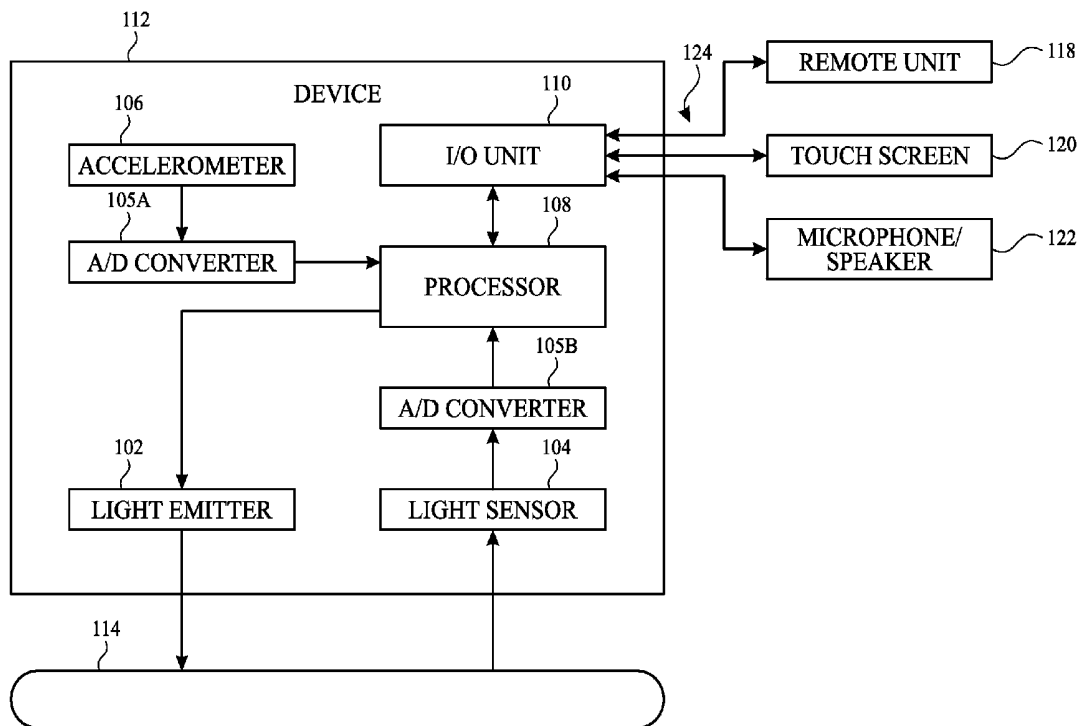 112
DEVICE
106
ACCELEROMETER
105A
A/D CONVERTER
110
I/O UNIT
108
PROCESSOR
105B
A/D CONVERTER
102
LIGHT EMITTER
104
LIGHT SENSOR
114
124
REMOTE UNIT
118
TOUCH SCREEN
120
MICROPHONE/
SPEAKER
122